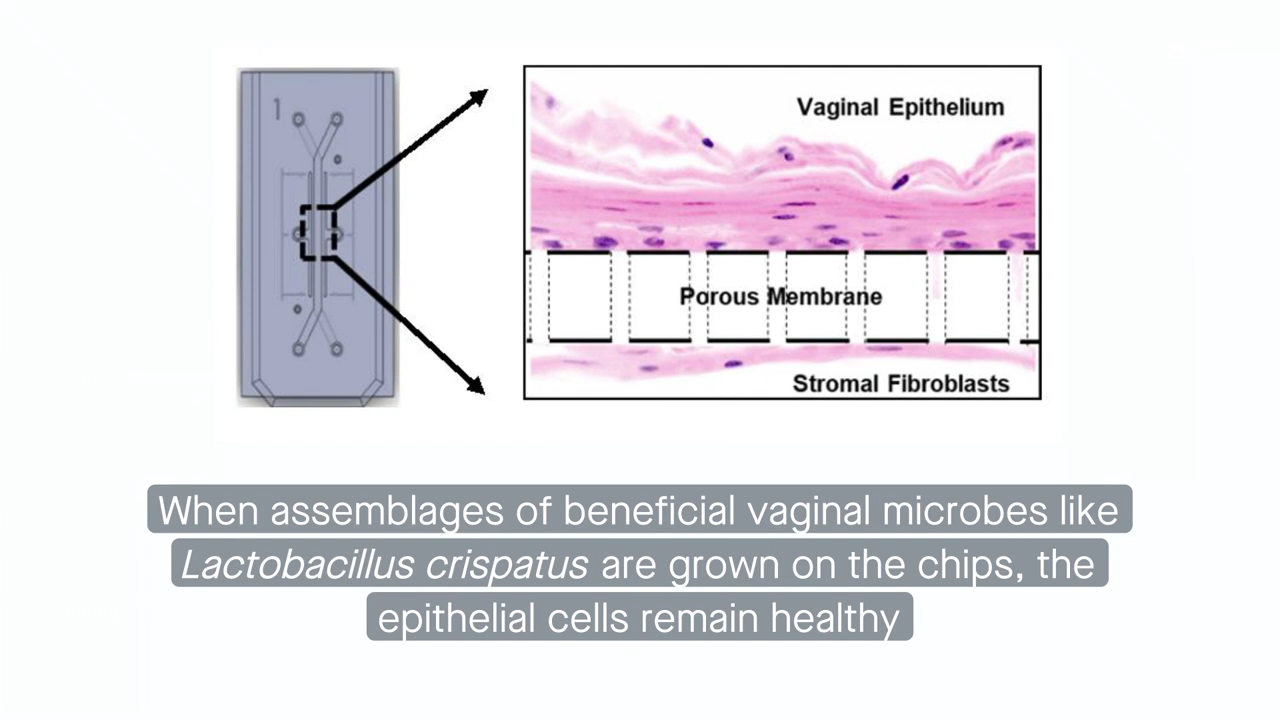 1
Vaginal Epithelium
Porous Membrane
Stromal Fibroblasts
When assemblages of beneficial vaginal microbes like
Lactobacillus crispatus are grown on the chips, the
epithelial cells remain healthy